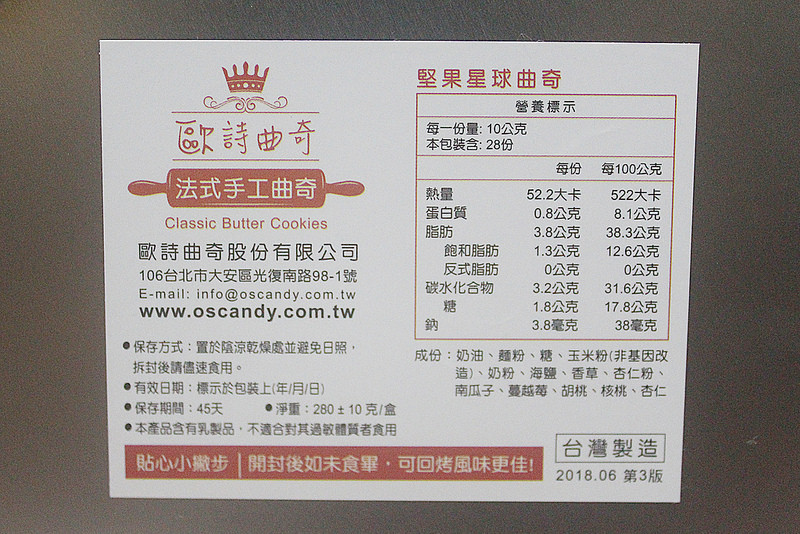 歐詩曲奇
法式手工曲奇
Classic Butter Cookies
歐詩曲奇股份有限公司
106台北市大安區光復南路98-1號
E-mail: info@oscandy.com.tw
www.oscandy.com.tw
●保存方式：置於陰涼乾燥處並避免日照，
拆封後請儘速食用。
●有效日期：標示於包裝上(年/月/日)
●保存期間：45天 ●淨重：280±10克/盒
●本產品含有乳製品，不適合對其過敏體質者食用
貼心小撇步｜開封後如未食畢，可回烤風味更佳!
堅果星球曲奇
營養標示
每一份量: 10公克
本包裝含: 28份
每份 每100公克
熱量 52.2大卡 522大卡
蛋白質 0.8公克 8.1公克
脂肪 3.8公克 38.3公克
飽和脂肪 1.3公克 12.6公克
反式脂肪 0公克 0公克
碳水化合物 3.2公克 31.6公克
糖 1.8公克 17.8公克
鈉 3.8毫克 38毫克
成份：奶油、麵粉、糖、玉米粉(非基因改
造)、奶粉、海鹽、香草、杏仁粉、
南瓜子、蔓越莓、胡桃、核桃、杏仁
台灣製造
2018.06 第3版